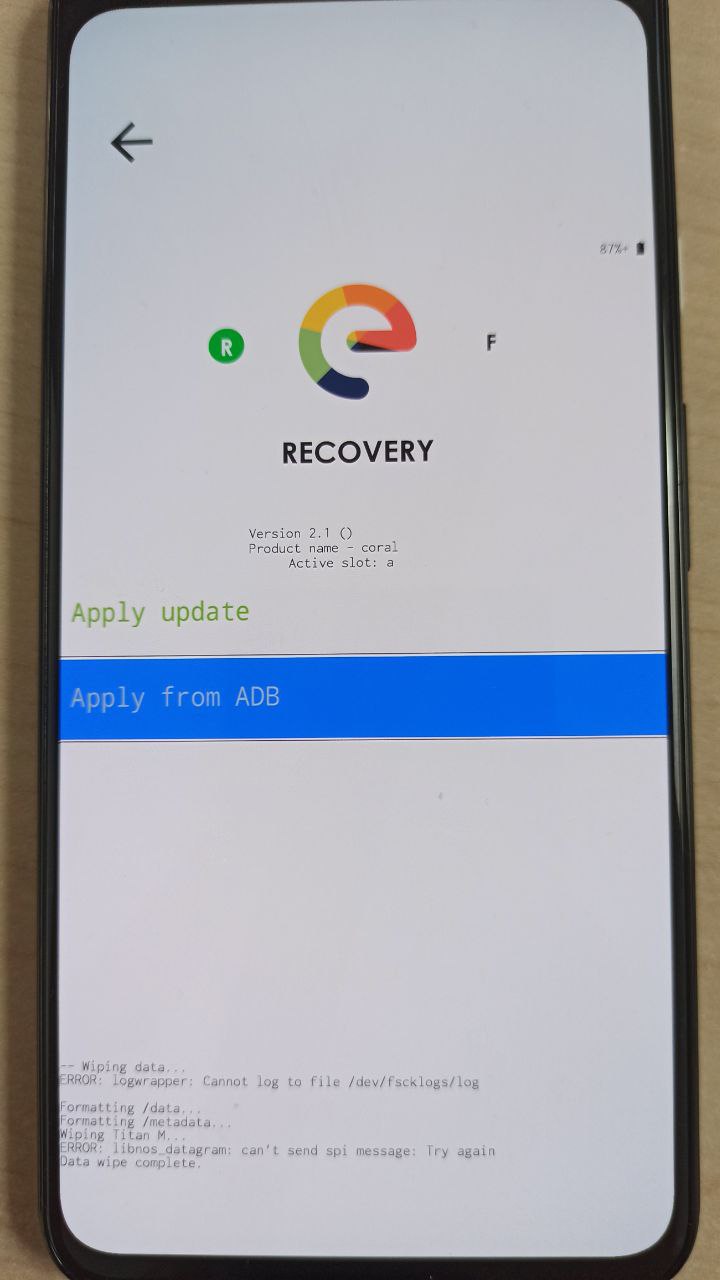 87%+
R
F
RECOVERY
Version 2.1 ()
Product name - coral
Active slot: a
Apply update
Apply from ADB
-- Wiping data...
ERROR: logwrapper: Cannot log to file /dev/fscklogs/log
Formatting /data...
Formatting /metadata...
Wiping Titan M...
ERROR: libnos_datagram: can't send spi message: Try again
Data wipe complete.